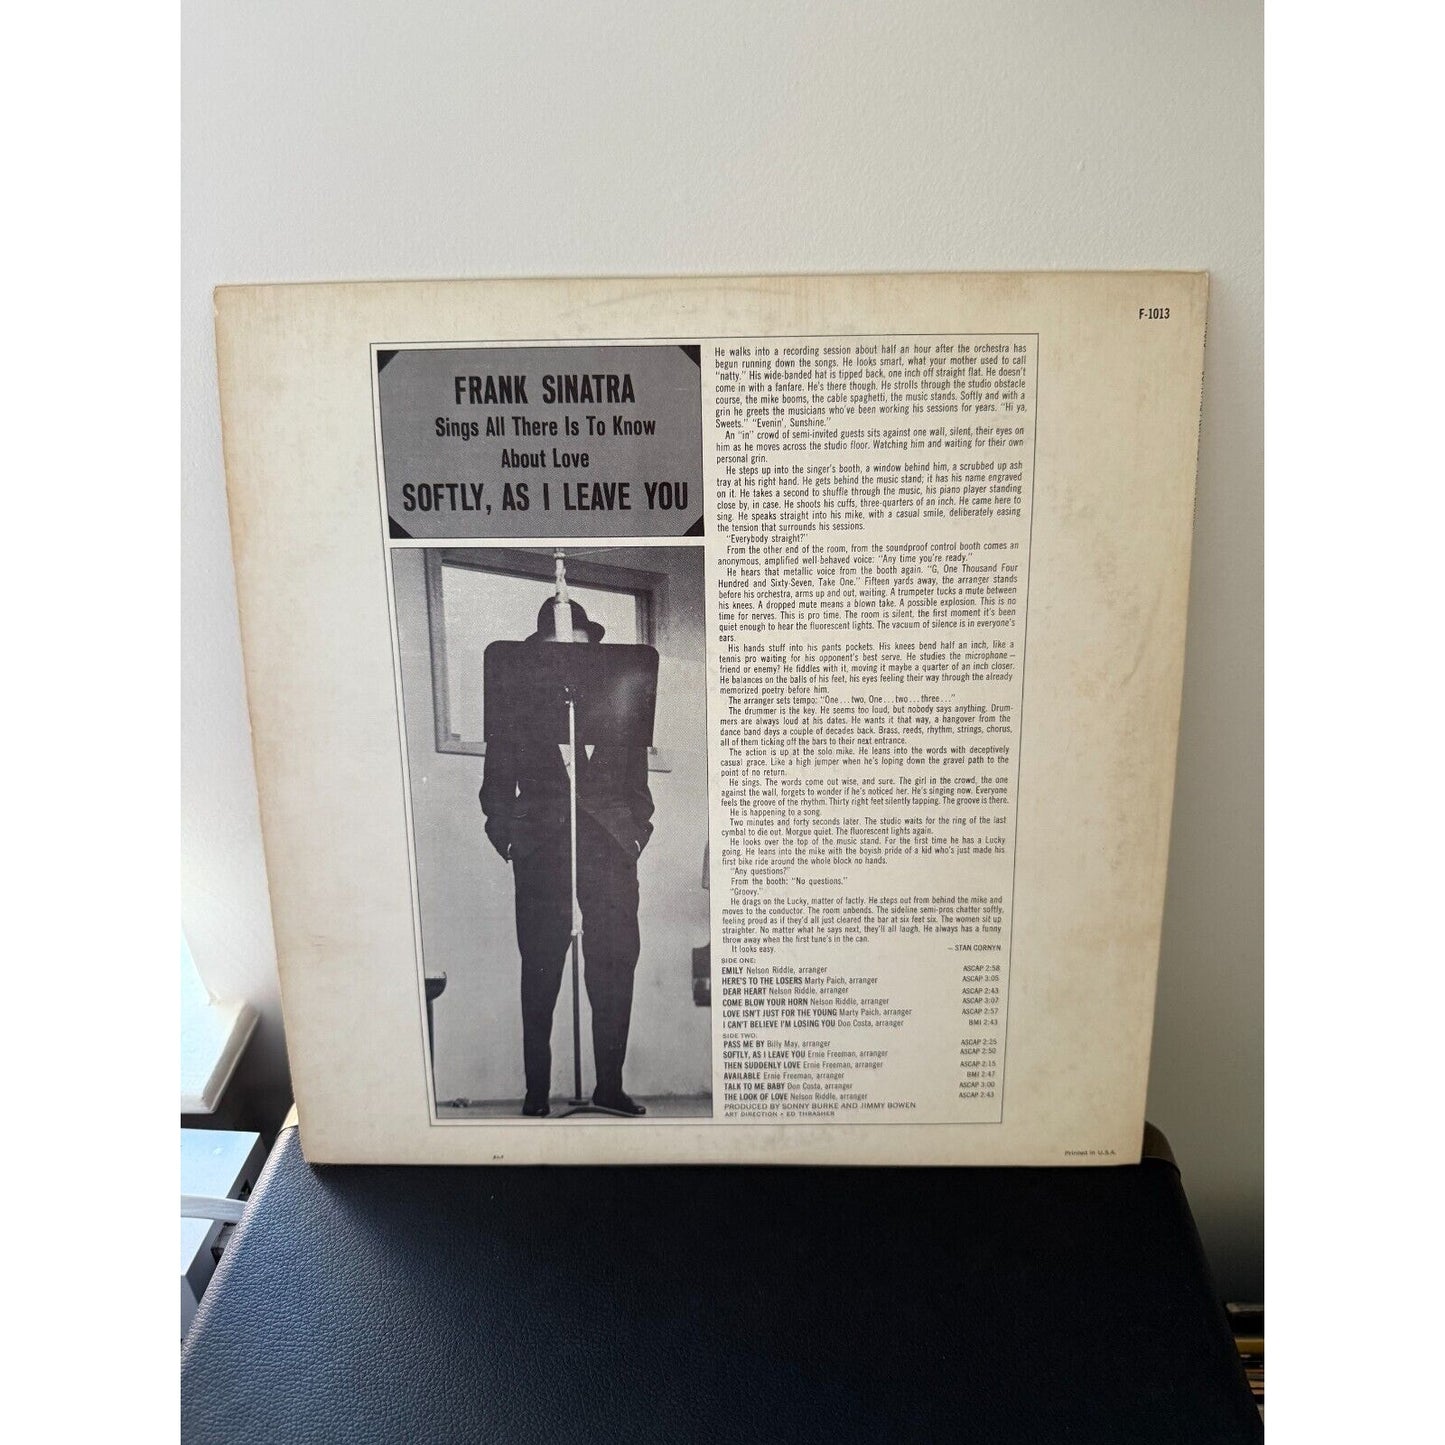 F-1013
FRANK SINATRA
Sings All There Is To Know
About Love
SOFTLY, AS I LEAVE YOU
He walks into a recording session about half an hour after the orchestra has
begun running down the songs. He looks smart, what your mother used to call
"natty." His wide-banded hat is tipped back, one inch off straight flat. He doesn't
come in with a fanfare. He's there though. He strolls through the studio obstacle
course, the mike booms, the cable spaghetti, the music stands. Softly and with a
grin he greets the musicians who've been working his sessions for years. "Hi ya,
Sweets." "Evenin', Sunshine."
An "in" crowd of semi-invited guests sits against one wall, silent, their eyes on
him as he moves across the studio floor. Watching him and waiting for their own
personal grin.
He steps up into the singer's booth, a window behind him, a scrubbed up ash
tray at his right hand. He gets behind the music stand; it has his name engraved
on it. He takes a second to shuffle through the music, his piano player standing
close by, in case. He shoots his cuffs, three-quarters of an inch. He came here to
sing. He speaks straight into his mike, with a casual smile, deliberately easing
the tension that surrounds his sessions.
"Everybody straight?"
From the other end of the room, from the soundproof control booth comes an
anonymous, amplified well-behaved voice: "Any time you're ready."
He hears that metallic voice from the booth again. "G, One Thousand Four
Hundred and Sixty-Seven, Take One." Fifteen yards away, the arranger stands
before his orchestra, arms up and out, waiting. A trumpeter tucks a mute between
his knees. A dropped mute means a blown take. A possible explosion. This is no
time for nerves. This is pro time. The room is silent, the first moment it's been
quiet enough to hear the fluorescent lights. The vacuum of silence is in everyone's
ears.
His hands stuff into his pants pockets. His knees bend half an inch, like a
tennis pro waiting for his opponent's best serve. He studies the microphone —
friend or enemy? He fiddles with it, moving it maybe a quarter of an inch closer.
He balances on the balls of his feet, his eyes feeling their way through the already
memorized poetry before him.
The arranger sets tempo: "One . . . two, One . . . two . . . three . . ."
The drummer is the key. He seems too loud, but nobody says anything. Drum-
mers are always loud at his dates. He wants it that way, a hangover from the
dance band days a couple of decades back. Brass, reeds, rhythm, strings, chorus,
all of them ticking off the bars to their next entrance.
The action is up at the solo mike. He leans into the words with deceptively
casual grace. Like a high jumper when he's loping down the gravel path to the
point of no return.
He sings. The words come out wise, and sure. The girl in the crowd, the one
against the wall, forgets to wonder if he's noticed her. He's singing now. Everyone
feels the groove of the rhythm. Thirty right feet silently tapping. The groove is there.
He is happening to a song.
Two minutes and forty seconds later. The studio waits for the ring of the last
cymbal to die out. Morgue quiet. The fluorescent lights again.
He looks over the top of the music stand. For the first time he has a Lucky
going. He leans into the mike with the boyish pride of a kid who's just made his
first bike ride around the whole block no hands.
"Any questions?"
From the booth: "No questions."
"Groovy."
He drags on the Lucky, matter of factly. He steps out from behind the mike and
moves to the conductor. The room unbends. The sideline semi-pros chatter softly,
feeling proud as if they'd all just cleared the bar at six feet six. The women sit up
straighter. No matter what he says next, they'll all laugh. He always has a funny
throw away when the first tune's in the can.
It looks easy. — STAN CORNYN
SIDE ONE:
EMILY Nelson Riddle, arranger ASCAP 2:58
HERE'S TO THE LOSERS Marty Paich, arranger ASCAP 3:05
DEAR HEART Nelson Riddle, arranger ASCAP 2:43
COME BLOW YOUR HORN Nelson Riddle, arranger ASCAP 3:07
LOVE ISN'T JUST FOR THE YOUNG Marty Paich, arranger ASCAP 2:57
I CAN'T BELIEVE I'M LOSING YOU Don Costa, arranger BMI 2:43
SIDE TWO:
PASS ME BY Billy May, arranger ASCAP 2:25
SOFTLY, AS I LEAVE YOU Ernie Freeman, arranger ASCAP 2:50
THEN SUDDENLY LOVE Ernie Freeman, arranger ASCAP 2:15
AVAILABLE Ernie Freeman, arranger BMI 2:47
TALK TO ME BABY Don Costa, arranger ASCAP 3:00
THE LOOK OF LOVE Nelson Riddle, arranger ASCAP 2:43
PRODUCED BY SONNY BURKE AND JIMMY BOWEN
ART DIRECTION • ED THRASHER
Printed in U.S.A.